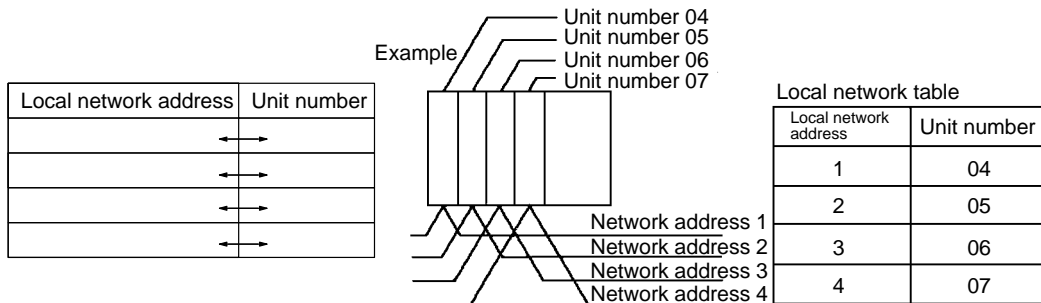 Local network address Unit number
Example
Unit number 04
Unit number 05
Unit number 06
Unit number 07
Network address 1
Network address 2
Network address 3
Network address 4
Local network table
Local network address Unit number
1 04
2 05
3 06
4 07